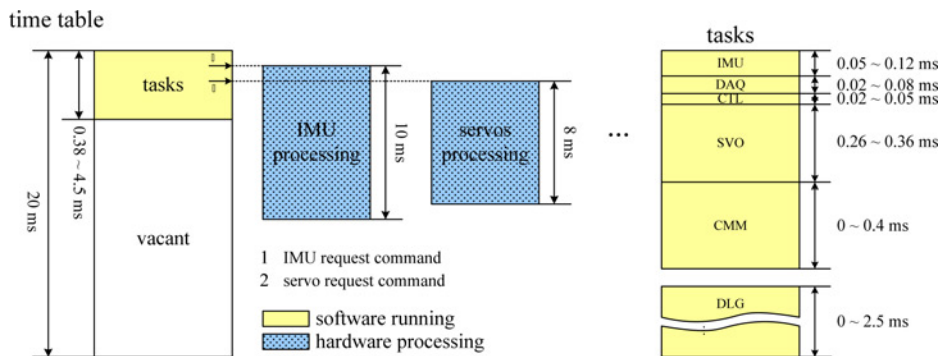 time table
tasks
20 ms
0.38 ~ 4.5 ms
tasks
vacant
IMU
processing
10 ms
servos
processing
8 ms
...
1 IMU request command
2 servo request command
software running
hardware processing
IMU
0.05 ~ 0.12 ms
DAQ
0.02 ~ 0.08 ms
CTL
0.02 ~ 0.05 ms
SVO
0.26 ~ 0.36 ms
CMM
0 ~ 0.4 ms
DLG
0 ~ 2.5 ms